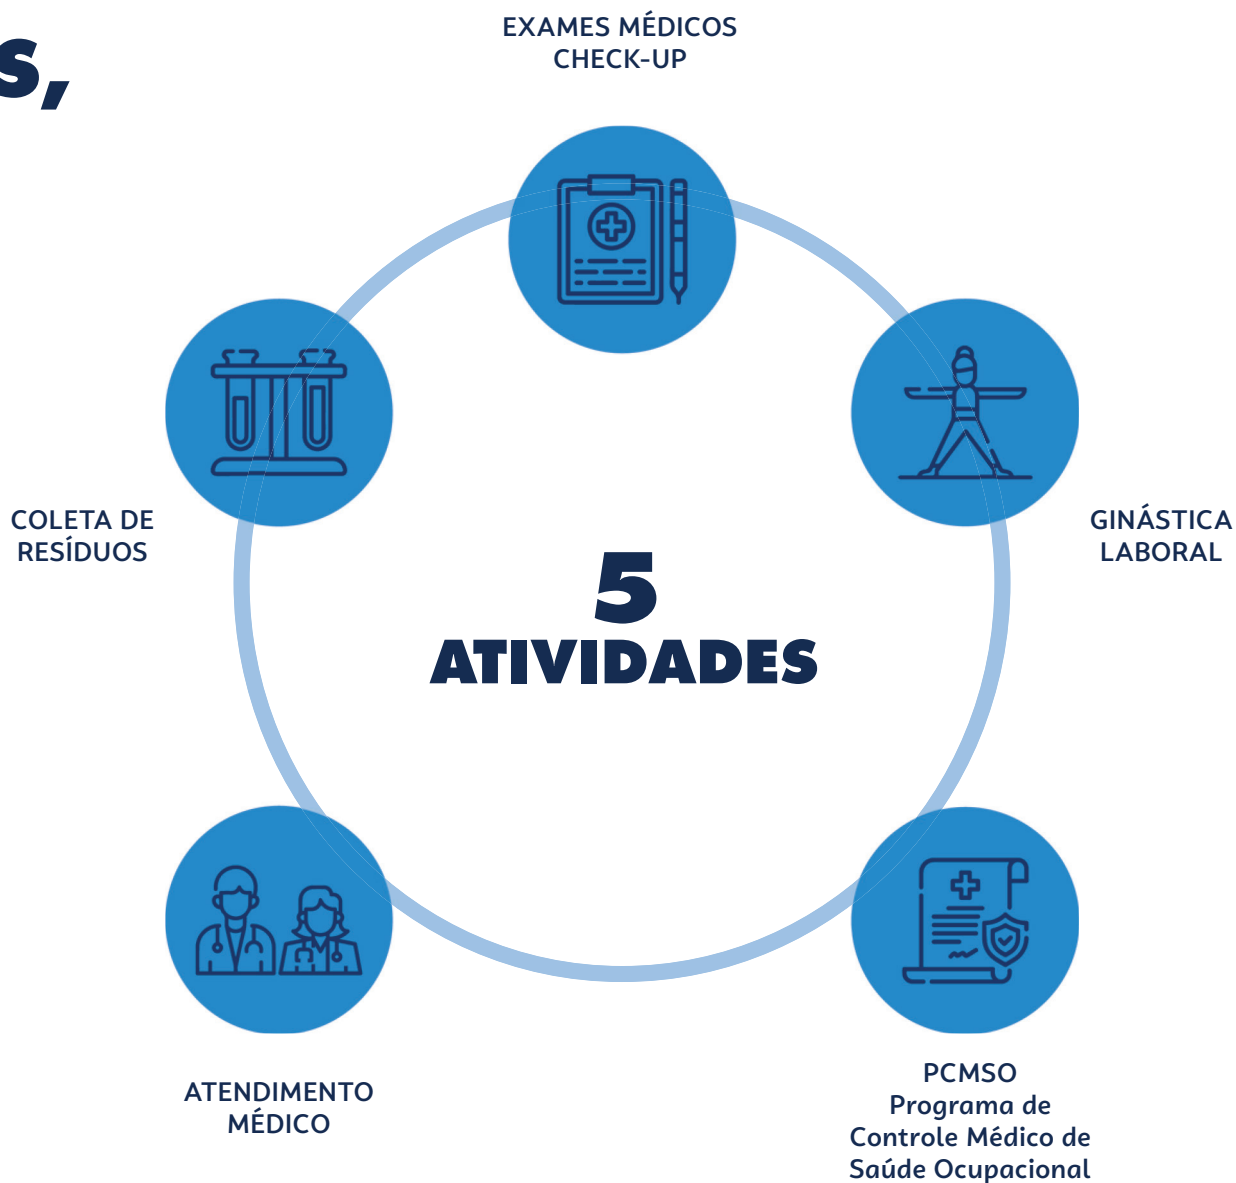 s,
EXAMES MÉDICOS
CHECK-UP
COLETA DE
RESÍDUOS
GINÁSTICA
LABORAL
5
ATIVIDADES
ATENDIMENTO
MÉDICO
PCMSO
Programa de
Controle Médico de
Saúde Ocupacional